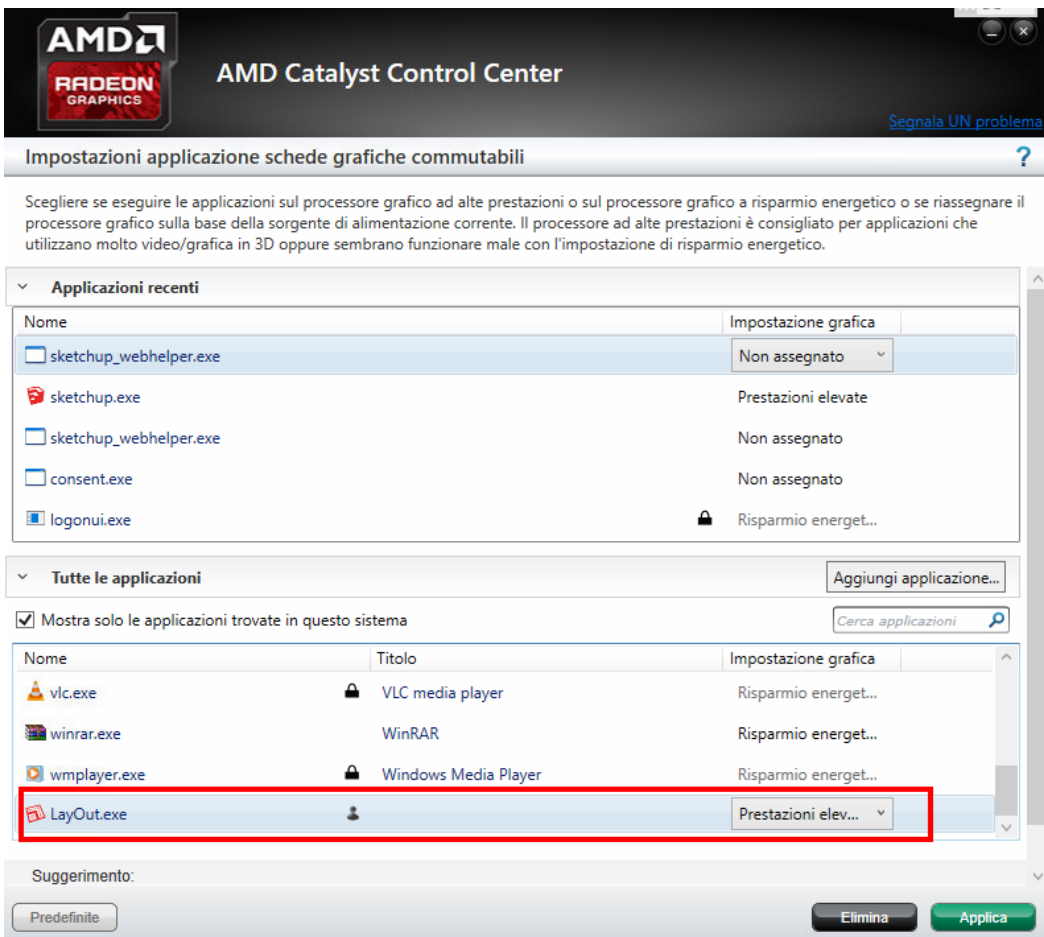 AMD
RADEON
GRAPHICS
AMD Catalyst Control Center
Segnala UN problema
Impostazioni applicazione schede grafiche commutabili
?
Scegliere se eseguire le applicazioni sul processore grafico ad alte prestazioni o sul processore grafico a risparmio energetico o se riassegnare il
processore grafico sulla base della sorgente di alimentazione corrente. Il processore ad alte prestazioni è consigliato per applicazioni che
utilizzano molto video/grafica in 3D oppure sembrano funzionare male con l'impostazione di risparmio energetico.
Applicazioni recenti
Nome Impostazione grafica
sketchup_webhelper.exe Non assegnato
sketchup.exe Prestazioni elevate
sketchup_webhelper.exe Non assegnato
consent.exe Non assegnato
logonui.exe Risparmio energet...
Tutte le applicazioni Aggiungi applicazione...
Mostra solo le applicazioni trovate in questo sistema Cerca applicazioni
Nome Titolo Impostazione grafica
vlc.exe VLC media player Risparmio energet...
winrar.exe WinRAR Risparmio energet...
wmplayer.exe Windows Media Player Risparmio energet...
LayOut.exe Prestazioni elev...
Suggerimento:
Predefinite Elimina Applica